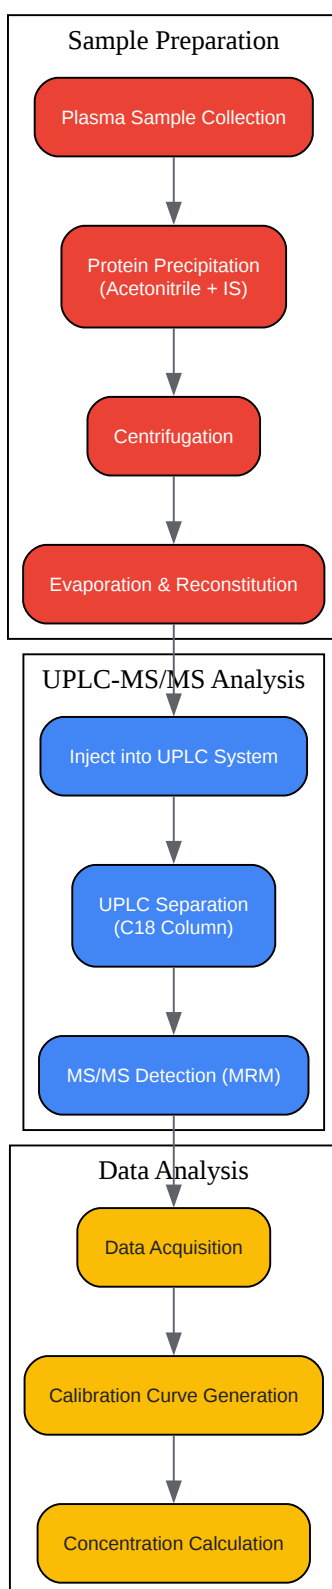 Sample Preparation
Plasma Sample Collection
Protein Precipitation
(Acetonitrile + IS)
Centrifugation
Evaporation & Reconstitution
UPLC-MS/MS Analysis
Inject into UPLC System
UPLC Separation
(C18 Column)
MS/MS Detection (MRM)
Data Analysis
Data Acquisition
Calibration Curve Generation
Concentration Calculation